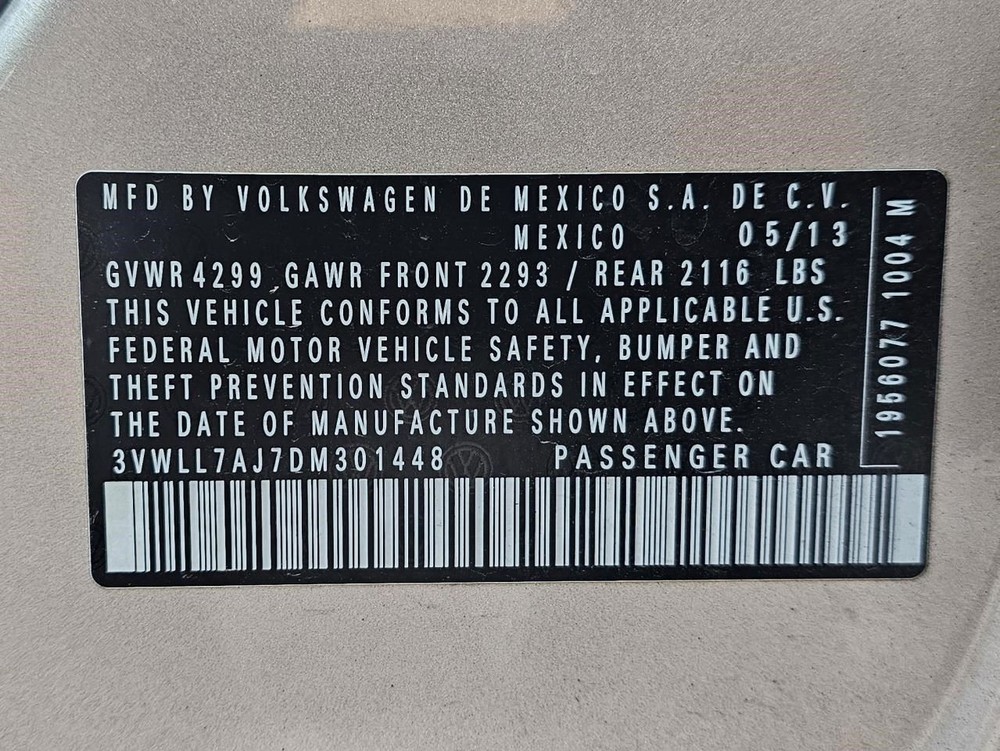 MFD BY VOLKSWAGEN DE MEXICO S.A. DE C.V.
MEXICO 05/13
GVWR 4299 GAWR FRONT 2293 / REAR 2116 LBS
THIS VEHICLE CONFORMS TO ALL APPLICABLE U.S.
FEDERAL MOTOR VEHICLE SAFETY, BUMPER AND
THEFT PREVENTION STANDARDS IN EFFECT ON
THE DATE OF MANUFACTURE SHOWN ABOVE.
3VWLL7AJ7DM301448 PASSENGER CAR
1956077 1004 M